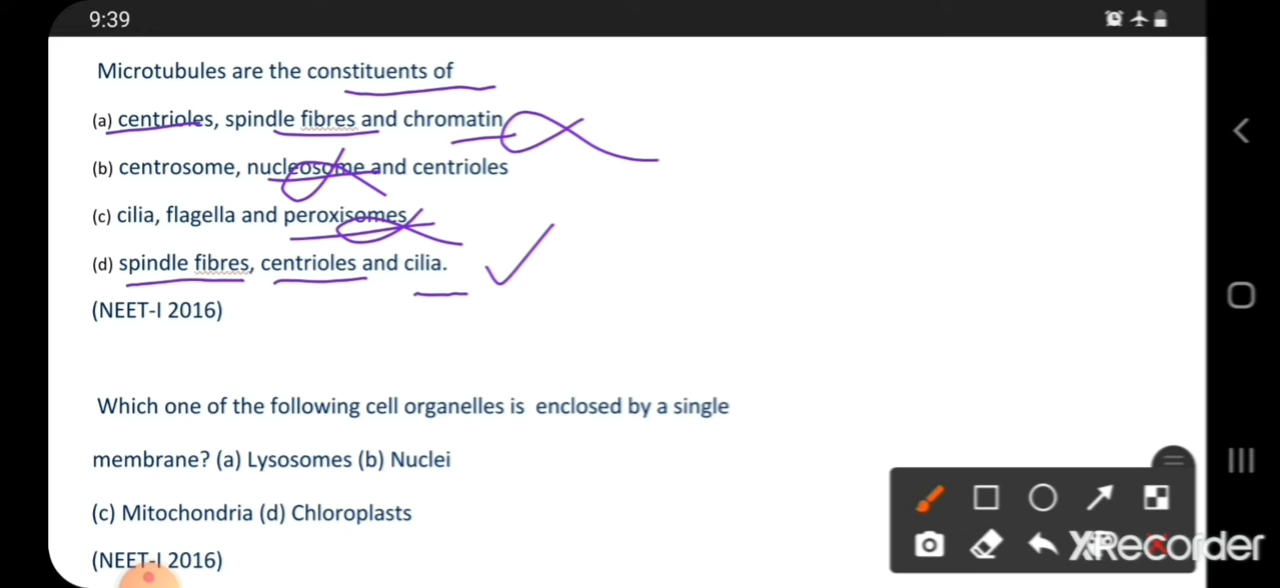 9:39
Microtubules are the constituents of
(a) centrioles, spindle fibres and chromatin
(b) centrosome, nucleosome and centrioles
(c) cilia, flagella and peroxisomes
(d) spindle fibres, centrioles and cilia.
(NEET-I 2016)
Which one of the following cell organelles is enclosed by a single
membrane? (a) Lysosomes (b) Nuclei
(c) Mitochondria (d) Chloroplasts
(NEET-I 2016)
XRecorder